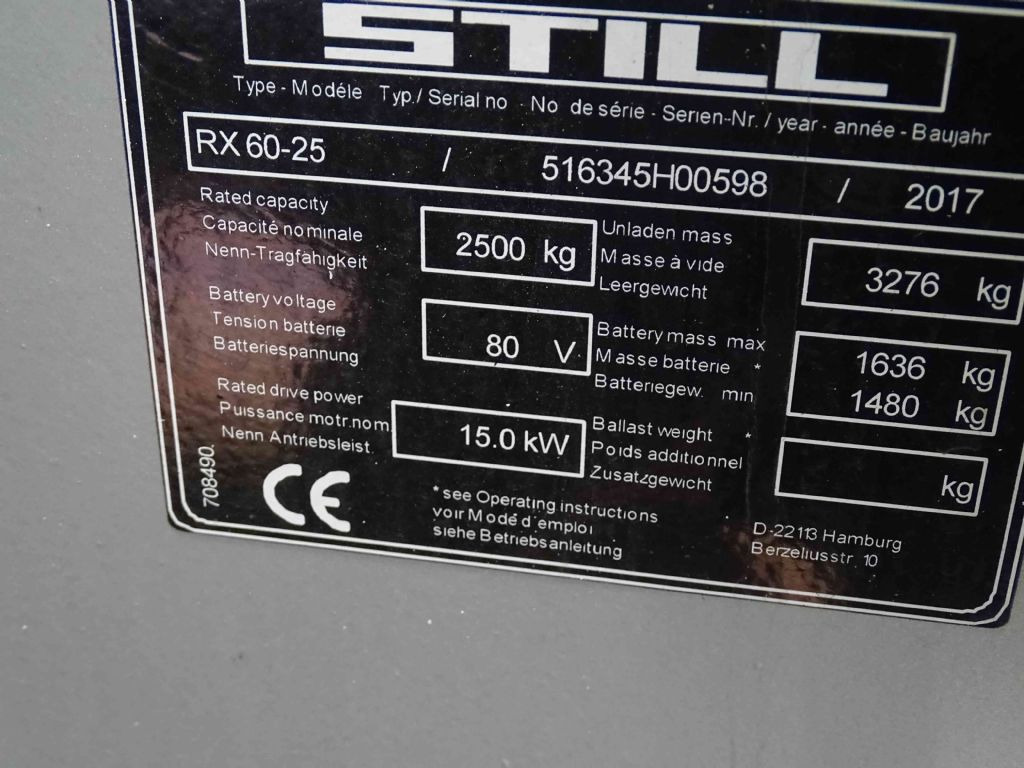 STILL
Type - Modéle Typ./ Serial no - No de série - Serien-Nr. / year - année - Baujahr
RX 60-25 / 516345H00598 / 2017
Rated capacity
Capacité nominale
Nenn-Tragfähigkeit
2500 kg
Unladen mass
Masse à vide
Leergewicht
3276 kg
Battery voltage
Tension batterie
Batteriespannung
80 V
Battery mass max
Masse batterie *
Batteriegew. min
1636 kg
1480 kg
Rated drive power
Puissance motr.nom
Nenn Antriebsleist.
15.0 kW
Ballast weight *
Poids additionnel
Zusatzgewicht
kg
708490.
CE
*see Operating instructions
voir Mode d'emploi
siehe Betriebsanleitung
D-22113 Hamburg
Berzeliusstr. 10